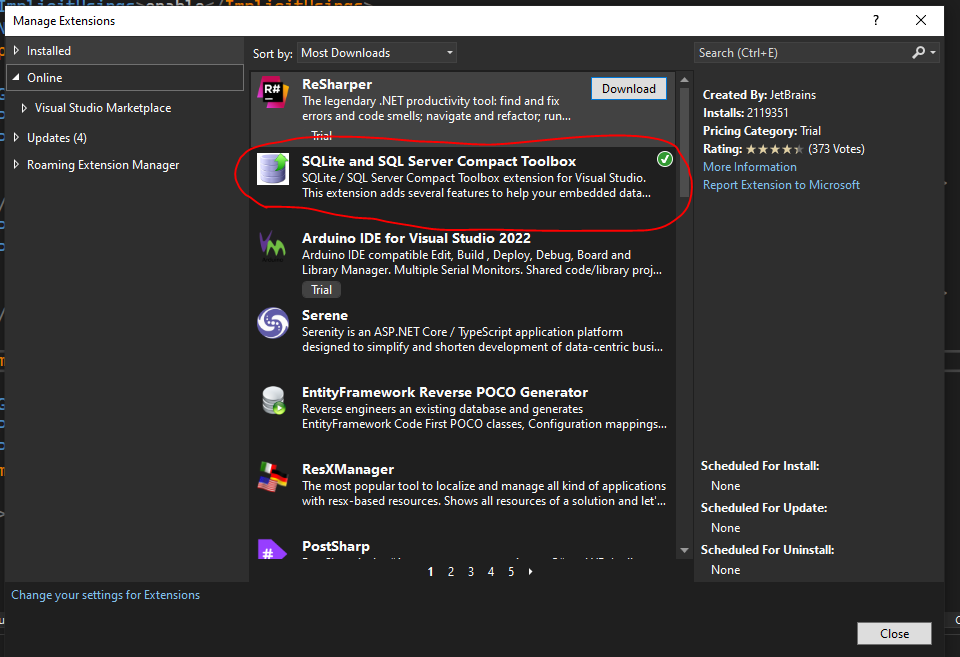 Manage Extensions
?
Installed
Online
Visual Studio Marketplace
Updates (4)
Roaming Extension Manager
Sort by: Most Downloads
R#
ReSharper
Download
The legendary .NET productivity tool: find and fix
errors and code smells; navigate and refactor; run...
Trial
SQLite and SQL Server Compact Toolbox
SQLite / SQL Server Compact Toolbox extension for Visual Studio.
This extension adds several features to help your embedded data...
Arduino IDE for Visual Studio 2022
Arduino IDE compatible Edit, Build , Deploy, Debug, Board and
Library Manager. Multiple Serial Monitors. Shared code/library proj...
Trial
Serene
Serenity is an ASP.NET Core / TypeScript application platform
designed to simplify and shorten development of data-centric busi...
EntityFramework Reverse POCO Generator
Reverse engineers an existing database and generates
EntityFramework Code First POCO classes, Configuration mappings...
ResXManager
The most popular tool to localize and manage all kind of applications
with resx-based resources. Shows all resources of a solution and let'...
#
PostSharp
1 2 3 4 5
Search (Ctrl+E)
Created By: JetBrains
Installs: 2119351
Pricing Category: Trial
Rating: (373 Votes)
More Information
Report Extension to Microsoft
Scheduled For Install:
None
Scheduled For Update:
None
Scheduled For Uninstall:
None
Change your settings for Extensions
Close